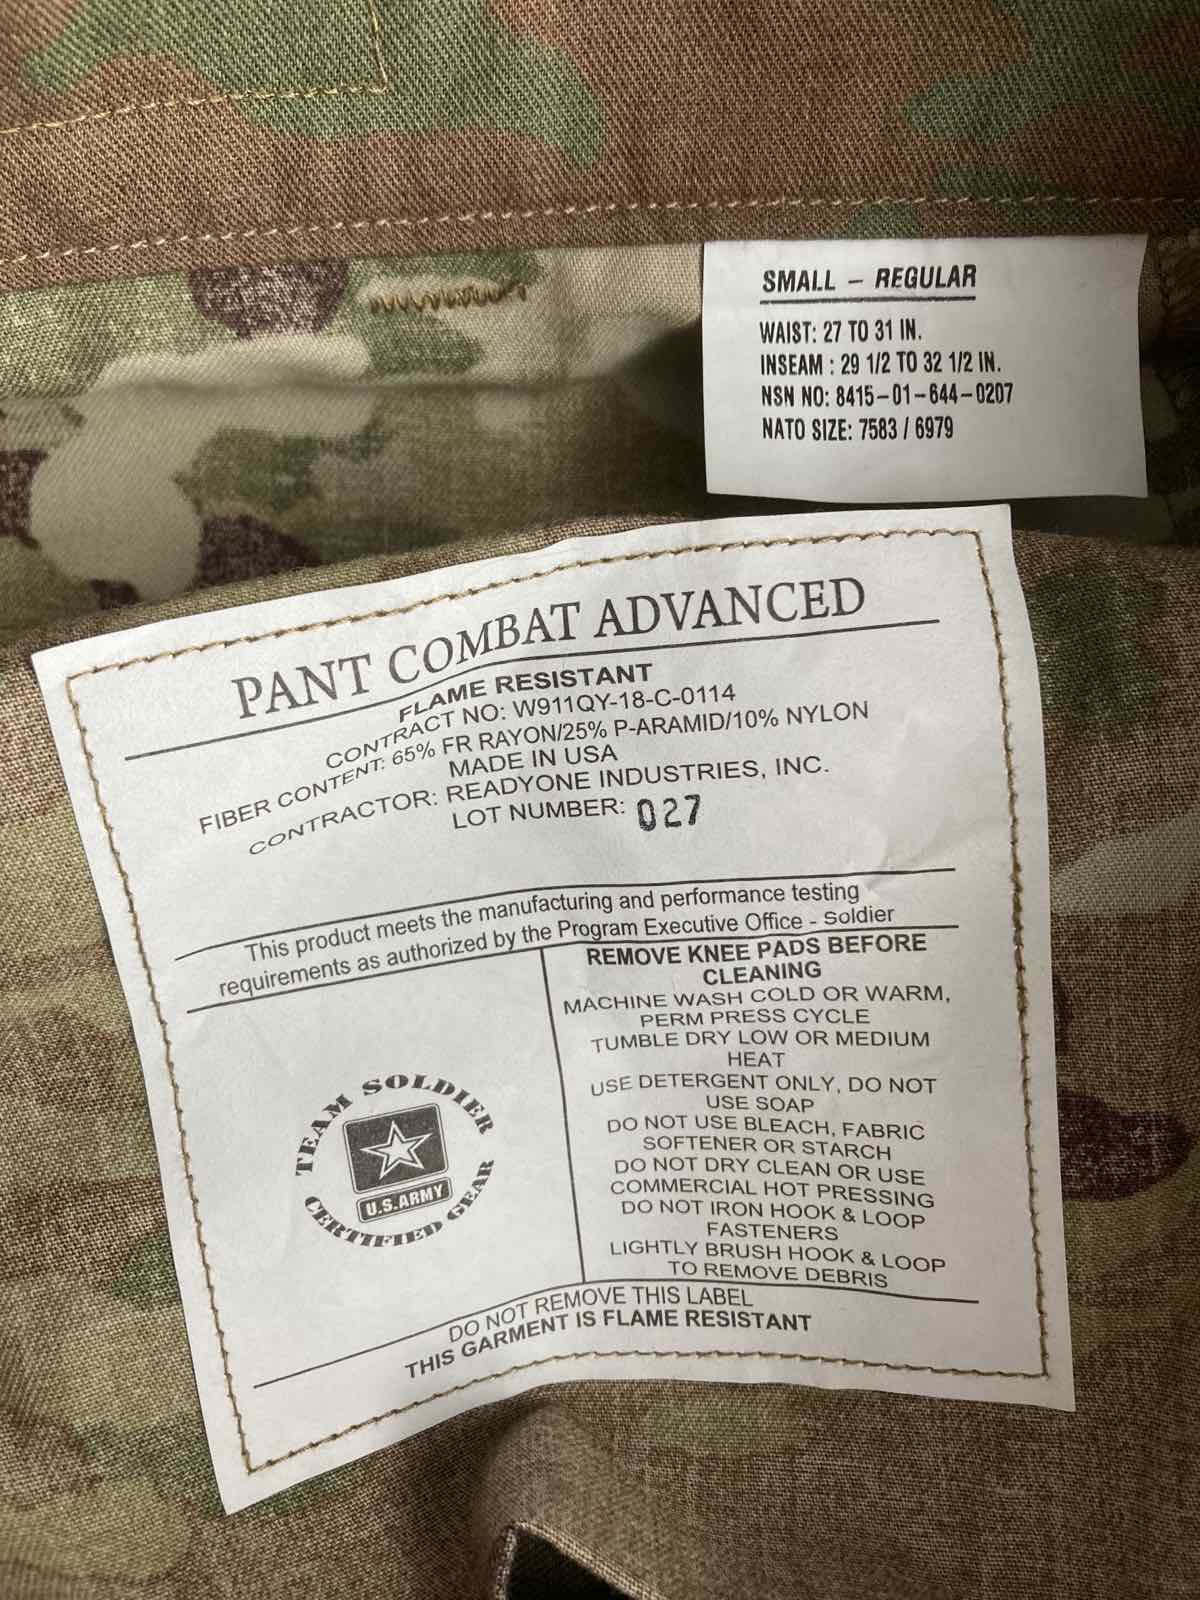 SMALL – REGULAR
WAIST: 27 TO 31 IN.
INSEAM : 29 1/2 TO 32 1/2 IN.
NSN NO: 8415-01-644-0207
NATO SIZE: 7583 / 6979
PANT COMBAT ADVANCED
FLAME RESISTANT
CONTRACT NO: W911QY-18-C-0114
FIBER CONTENT: 65% FR RAYON/25% P-ARAMID/10% NYLON
MADE IN USA
CONTRACTOR: READYONE INDUSTRIES, INC.
LOT NUMBER: 027
This product meets the manufacturing and performance testing
requirements as authorized by the Program Executive Office - Soldier
TEAM SOLDIER
U.S.ARMY
CERTIFIED GEAR
REMOVE KNEE PADS BEFORE
CLEANING
MACHINE WASH COLD OR WARM,
PERM PRESS CYCLE
TUMBLE DRY LOW OR MEDIUM
HEAT
USE DETERGENT ONLY, DO NOT
USE SOAP
DO NOT USE BLEACH, FABRIC
SOFTENER OR STARCH
DO NOT DRY CLEAN OR USE
COMMERCIAL HOT PRESSING
DO NOT IRON HOOK & LOOP
FASTENERS
LIGHTLY BRUSH HOOK & LOOP
TO REMOVE DEBRIS
DO NOT REMOVE THIS LABEL
THIS GARMENT IS FLAME RESISTANT